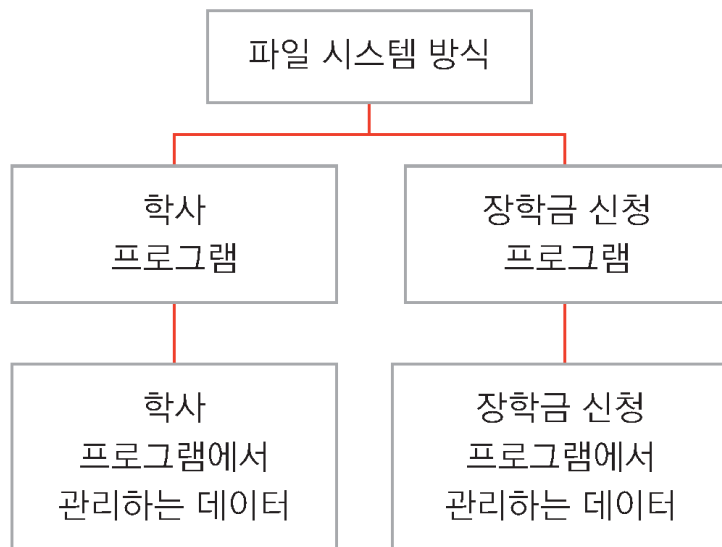 파일 시스템 방식
학사
프로그램
장학금 신청
프로그램
학사
프로그램에서
관리하는 데이터
장학금 신청
프로그램에서
관리하는 데이터